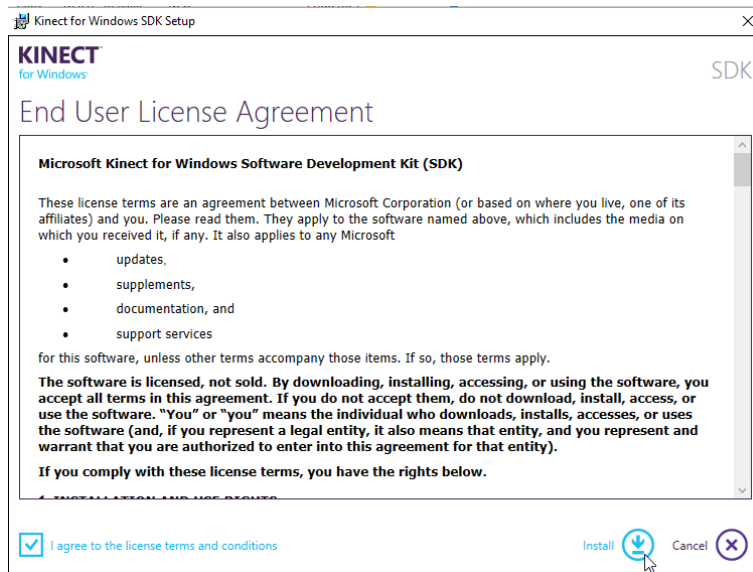 Kinect for Windows SDK Setup
KINECT
for Windows
SDK
End User License Agreement
Microsoft Kinect for Windows Software Development Kit (SDK)
These license terms are an agreement between Microsoft Corporation (or based on where you live, one of its
affiliates) and you. Please read them. They apply to the software named above, which includes the media on
which you received it, if any. It also applies to any Microsoft
• updates,
• supplements,
• documentation, and
• support services
for this software, unless other terms accompany those items. If so, those terms apply.
The software is licensed, not sold. By downloading, installing, accessing, or using the software, you
accept all terms in this agreement. If you do not accept them, do not download, install, access, or
use the software. “You” or “you” means the individual who downloads, installs, accesses, or uses
the software (and, if you represent a legal entity, it also means that entity, and you represent and
warrant that you are authorized to enter into this agreement for that entity).
If you comply with these license terms, you have the rights below.
1. INSTALLATION AND USE RIGHTS
I agree to the license terms and conditions
Install
Cancel